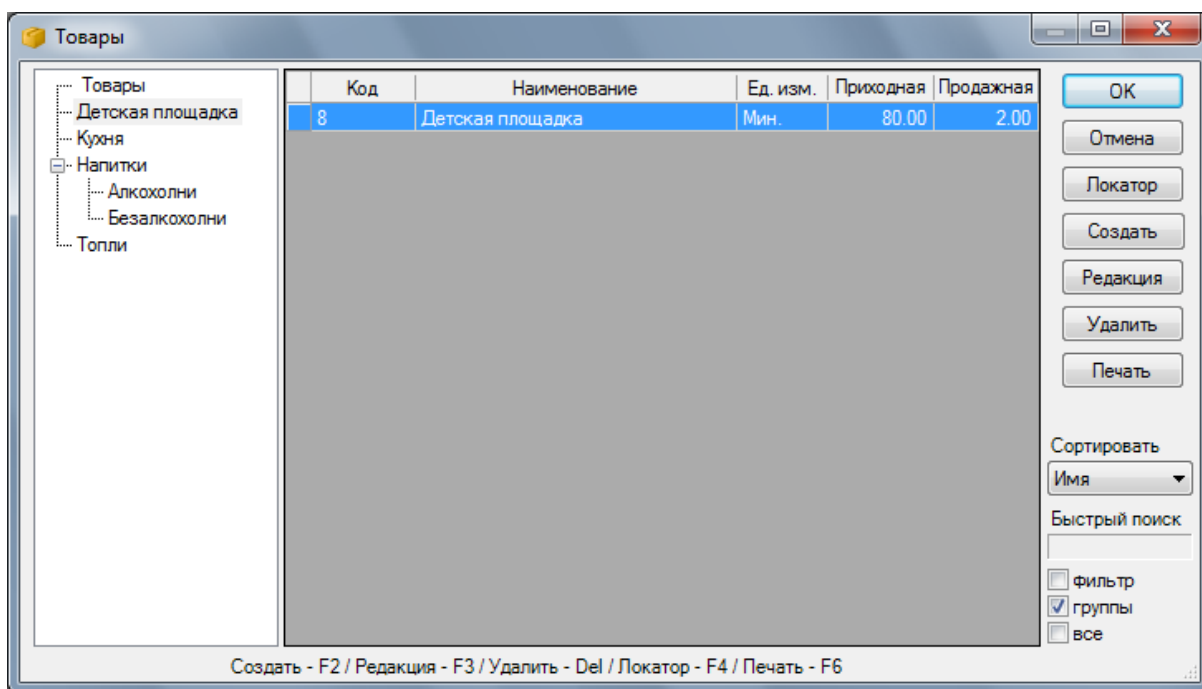 Товары
Товары
Детская площадка
Кухня
Напитки
Алкохолни
Безалкохолни
Топли
Код Наименование Ед. изм. Приходная Продажная
8 Детская площадка Мин. 80.00 2.00
OK
Отмена
Локатор
Создать
Редакция
Удалить
Печать
Сортировать
Имя
Быстрый поиск
фильтр
группы
все
Создать - F2 / Редакция - F3 / Удалить - Del / Локатор - F4 / Печать - F6